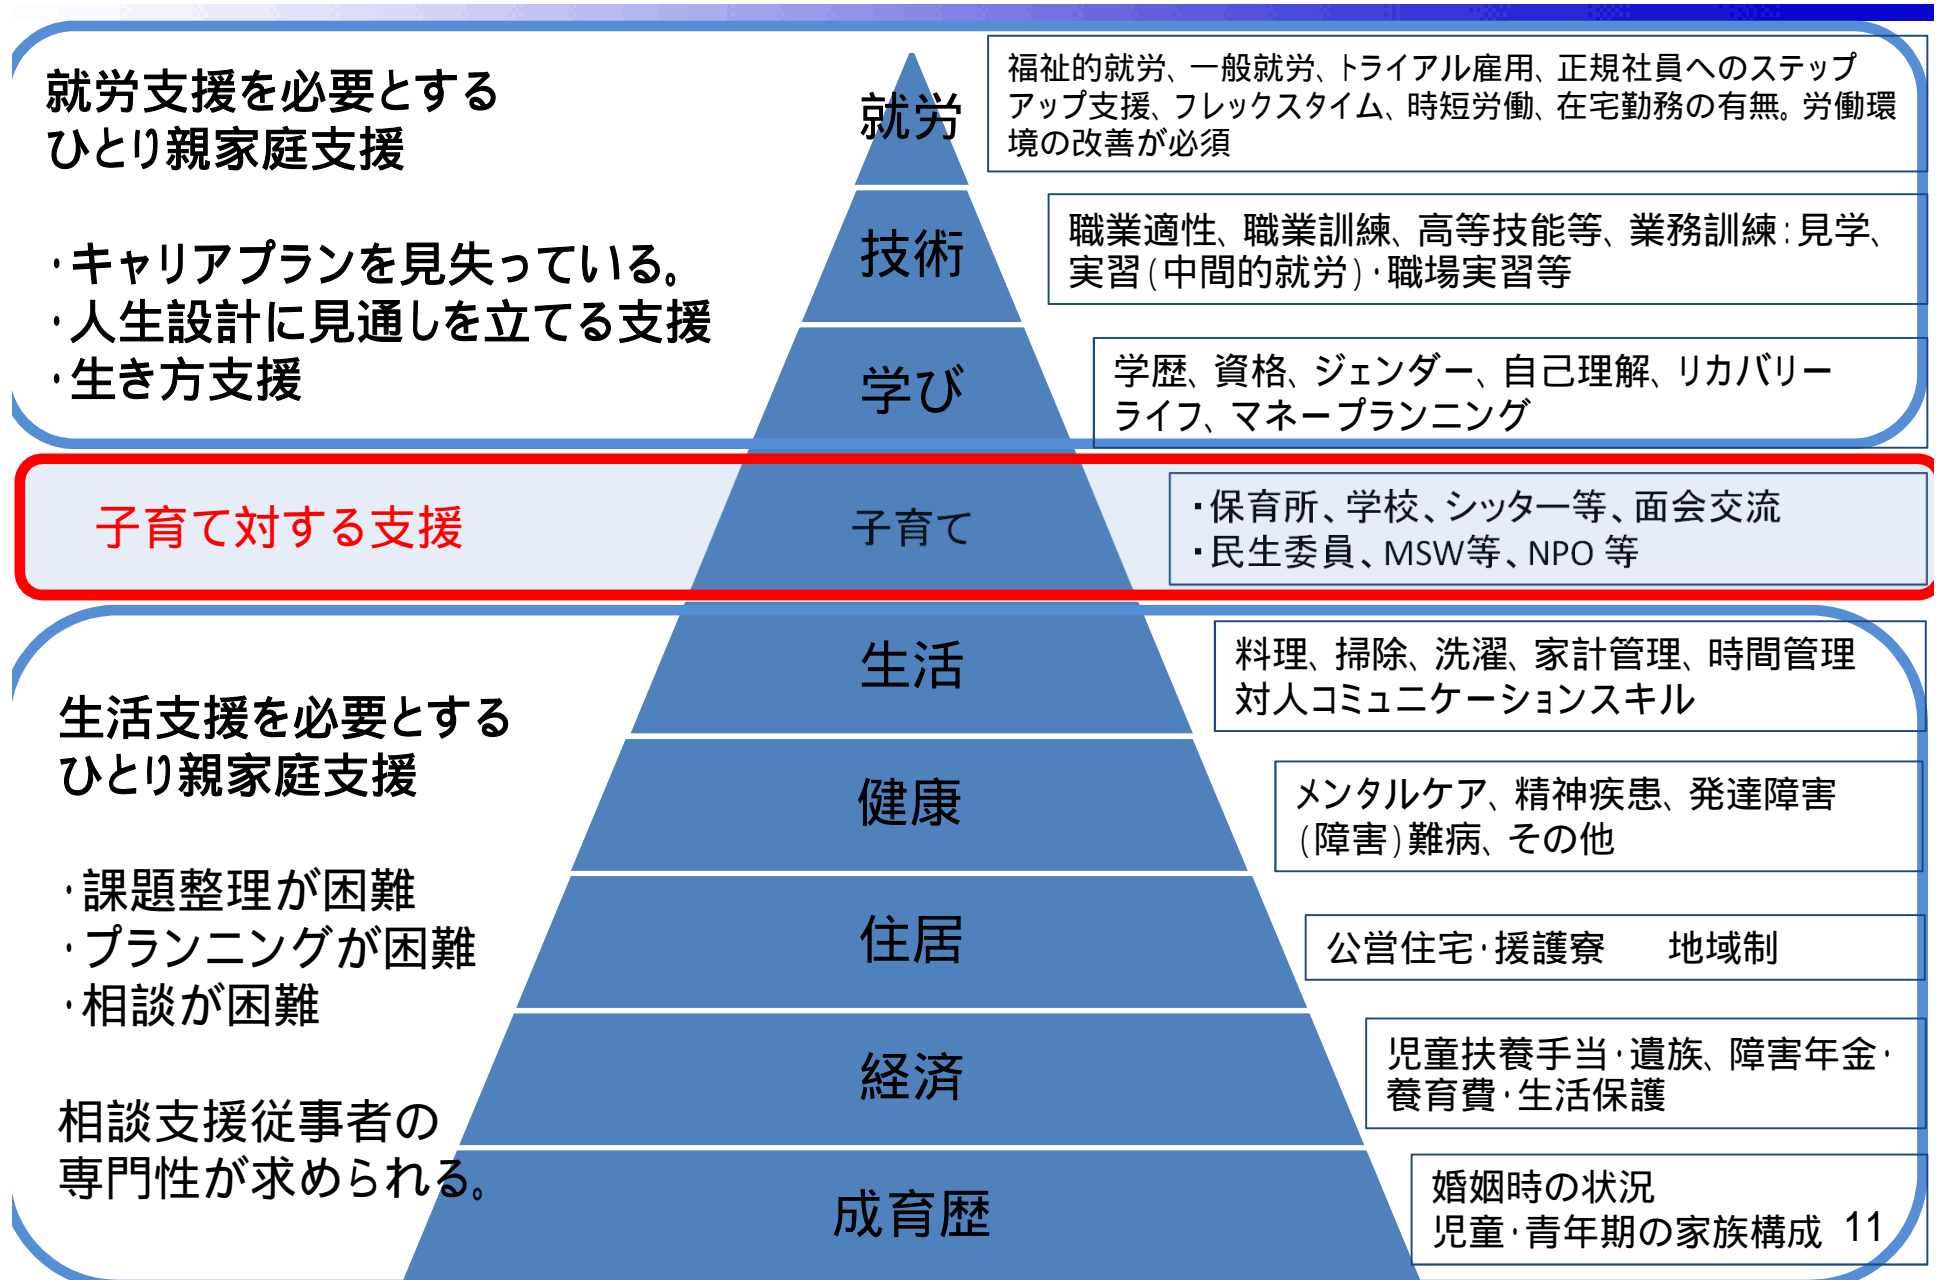 就労支援を必要とする
ひとり親家庭支援
・キャリアプランを見失っている。
・人生設計に見通しを立てる支援
・生き方支援
就労
福祉的就労、一般就労、トライアル雇用、正規社員へのステップ
アップ支援、フレックスタイム、時短労働、在宅勤務の有無。労働環
境の改善が必須
技術
職業適性、職業訓練、高等技能等、業務訓練:見学、
実習(中間的就労)・職場実習等
学び
学歴、資格、ジェンダー、自己理解、リカバリー
ライフ、マネープランニング
子育て対する支援
子育て
・保育所、学校、シッター等、面会交流
・民生委員、MSW等、NPO 等
生活支援を必要とする
ひとり親家庭支援
・課題整理が困難
・プランニングが困難
・相談が困難
相談支援従事者の
専門性が求められる。
生活
料理、掃除、洗濯、家計管理、時間管理
対人コミュニケーションスキル
健康
メンタルケア、精神疾患、発達障害
(障害)難病、その他
住居
公営住宅・援護寮　地域制
経済
児童扶養手当・遺族、障害年金・
養育費・生活保護
成育歴
婚姻時の状況
児童・青年期の家族構成
11